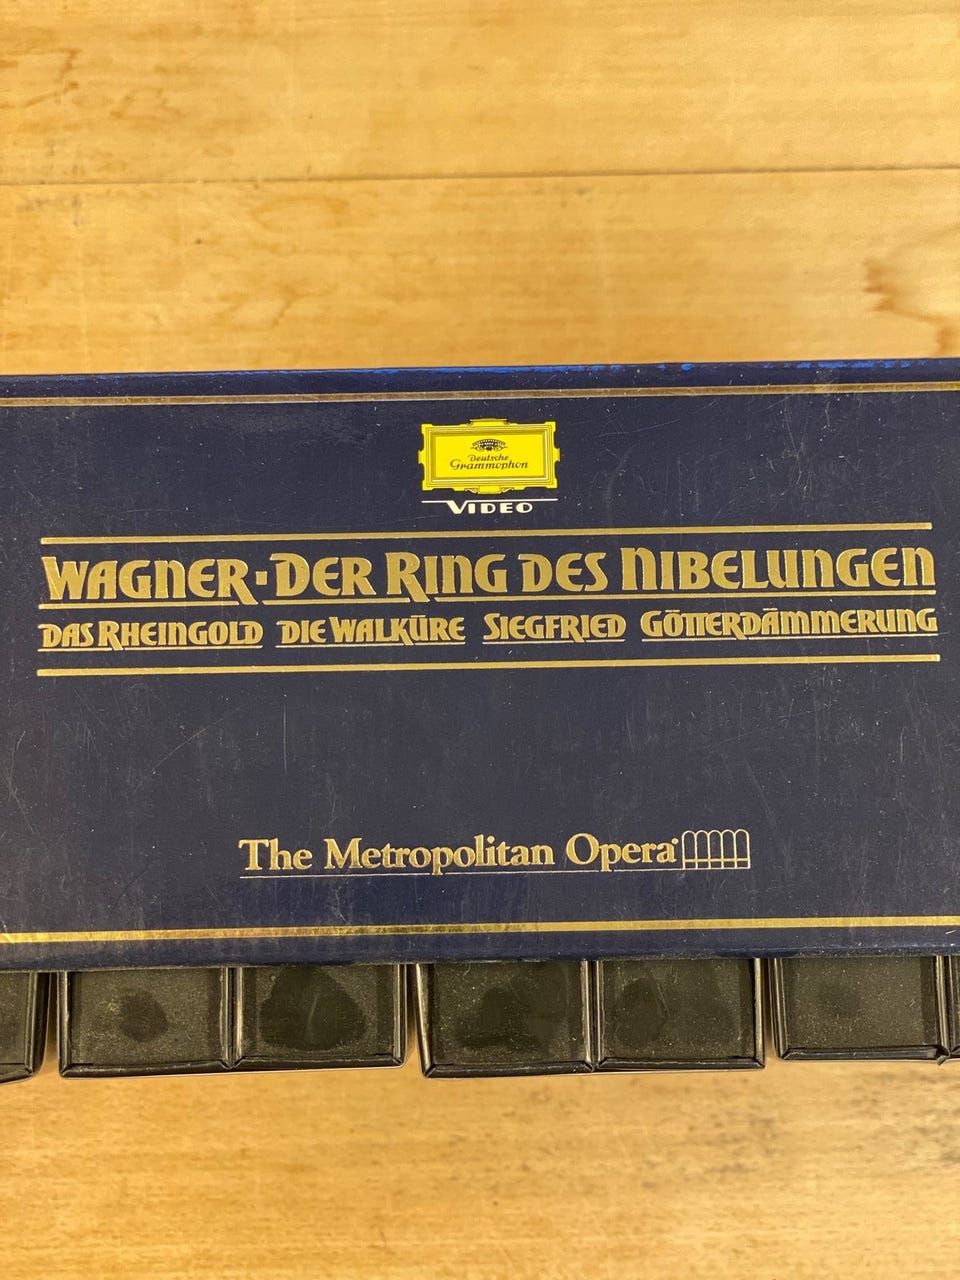 Deutsche
Grammophon
VIDEO
WAGNER·DER RING DES NIBELUNGEN
DAS RHEINGOLD DIE WALKÜRE SIEGFRIED GÖTTERDÄMMERUNG
The Metropolitan Opera®